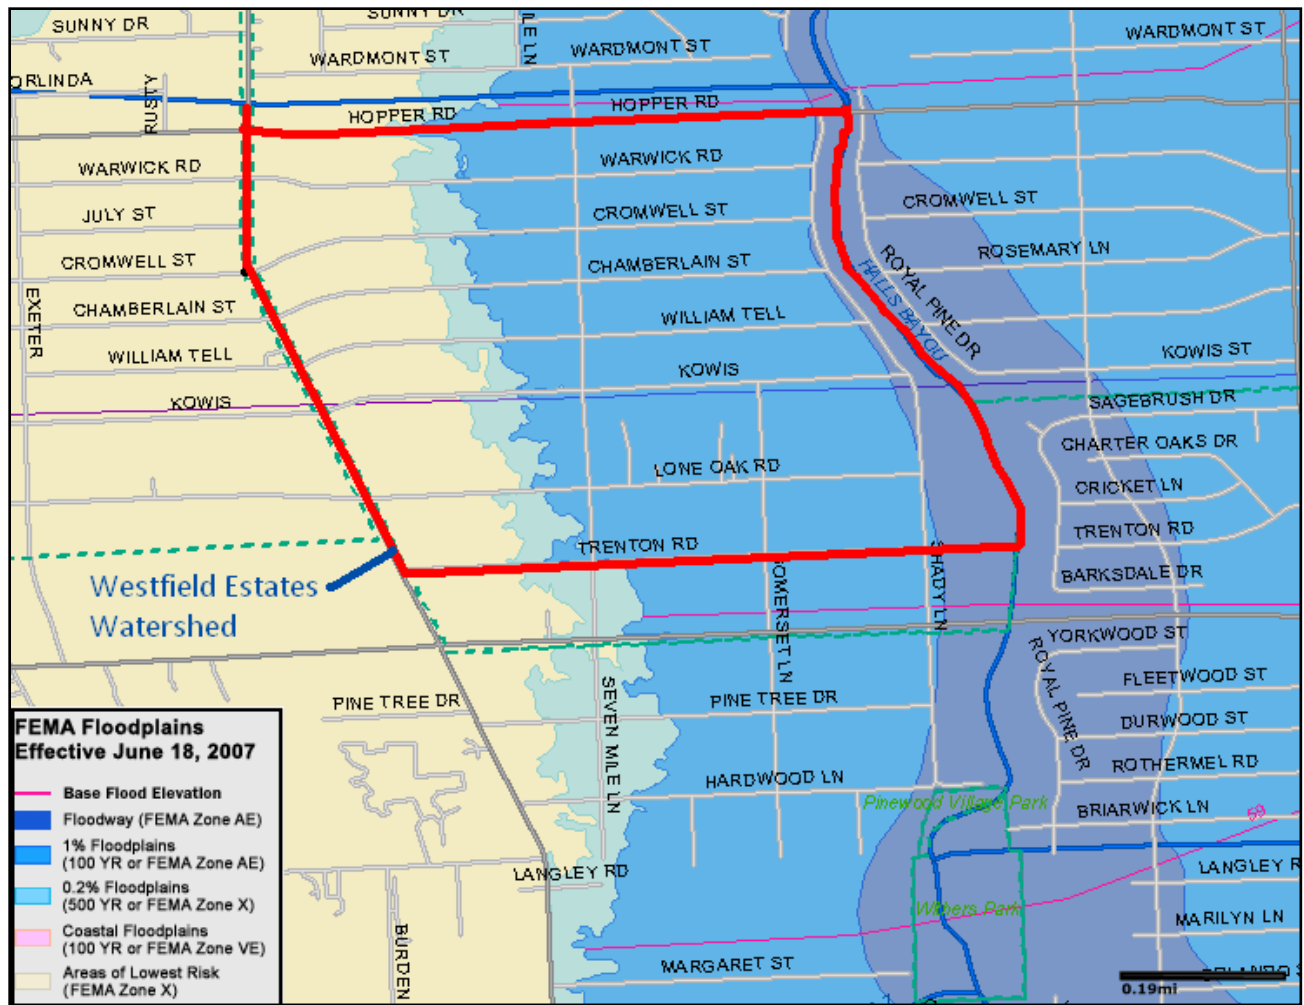 SUNNY DR
SUNNY DR
WARDMONT ST
WARDMONT ST
WARDMONT ST
ORLINDA
RUSTY
HOPPER RD
HOPPER RD
WARWICK RD
WARWICK RD
JULY ST
CROMWELL ST
CROMWELL ST
CROMWELL ST
CHAMBERLAIN ST
ROSEMARY LN
ROYAL PINE DR
HALLS BAYOU
EXETER
CHAMBERLAIN ST
WILLIAM TELL
WILLIAM TELL
KOWIS ST
KOWIS
KOWIS
SAGEBRUSH DR
CHARTER OAKS DR
LONE OAK RD
CRICKET LN
TRENTON RD
TRENTON RD
SHADY LN
BARKSDALE DR
Westfield Estates
Watershed
SOMERSET LN
YORKWOOD ST
ROYAL PINE DR
FLEETWOOD ST
SEVEN MILE LN
PINE TREE DR
PINE TREE DR
DURWOOD ST
ROTHERMEL RD
HARDWOOD LN
Pinewood Village Park
BRIARWICK LN
59
LANGLEY RD
LANGLEY R
Withers Park
MARILYN LN
BURDEN
MARGARET ST
0.19mi
FEMA Floodplains
Effective June 18, 2007
Base Flood Elevation
Floodway (FEMA Zone AE)
1% Floodplains
(100 YR or FEMA Zone AE)
0.2% Floodplains
(500 YR or FEMA Zone X)
Coastal Floodplains
(100 YR or FEMA Zone VE)
Areas of Lowest Risk
(FEMA Zone X)